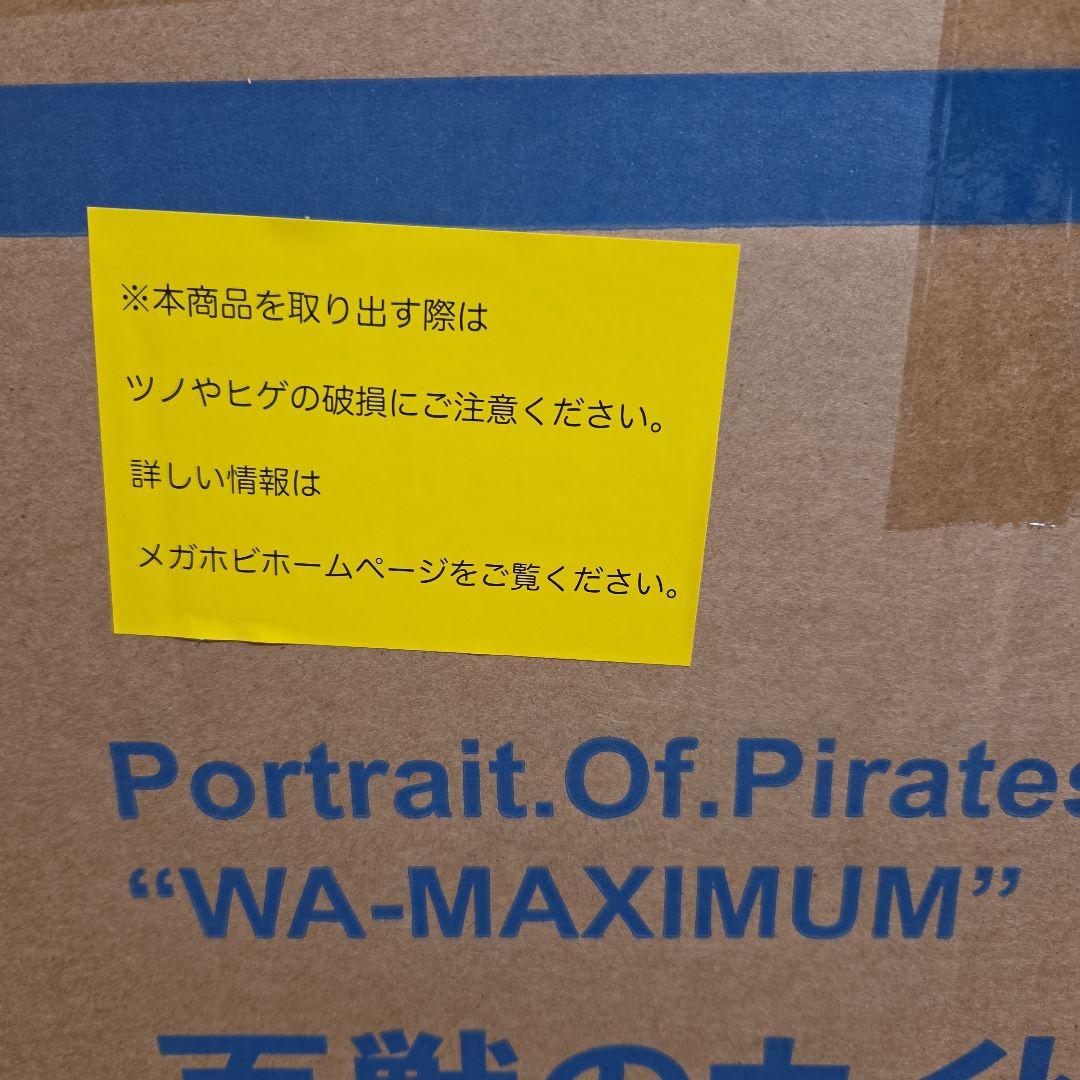 ※本商品を取り出す際は
ツノやヒゲの破損にご注意ください。
詳しい情報は
メガホビホームページをご覧ください。
Portrait.Of.Pirates
“WA-MAXIMUM”